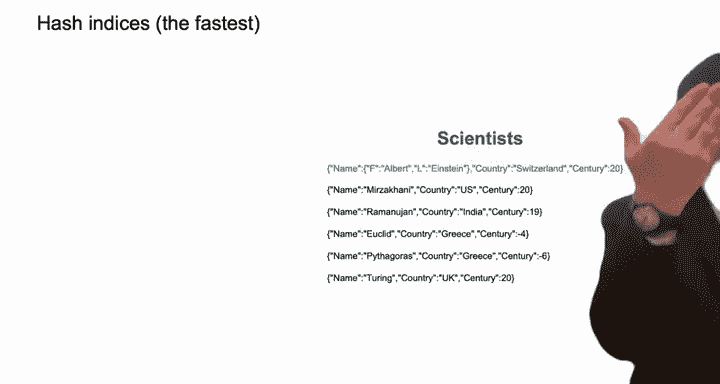 Hash indices (the fastest)
Scientists
{"Name":{"F":"Albert","L":"Einstein"},"Country":"Switzerland","Century":20}
{"Name":"Mirzakhani","Country":"US","Century":20}
{"Name":"Ramanujan","Country":"India","Century":19}
{"Name":"Euclid","Country":"Greece","Century":-4}
{"Name":"Pythagoras","Country":"Greece","Century":-6}
{"Name":"Turing","Country":"UK","Century":20}